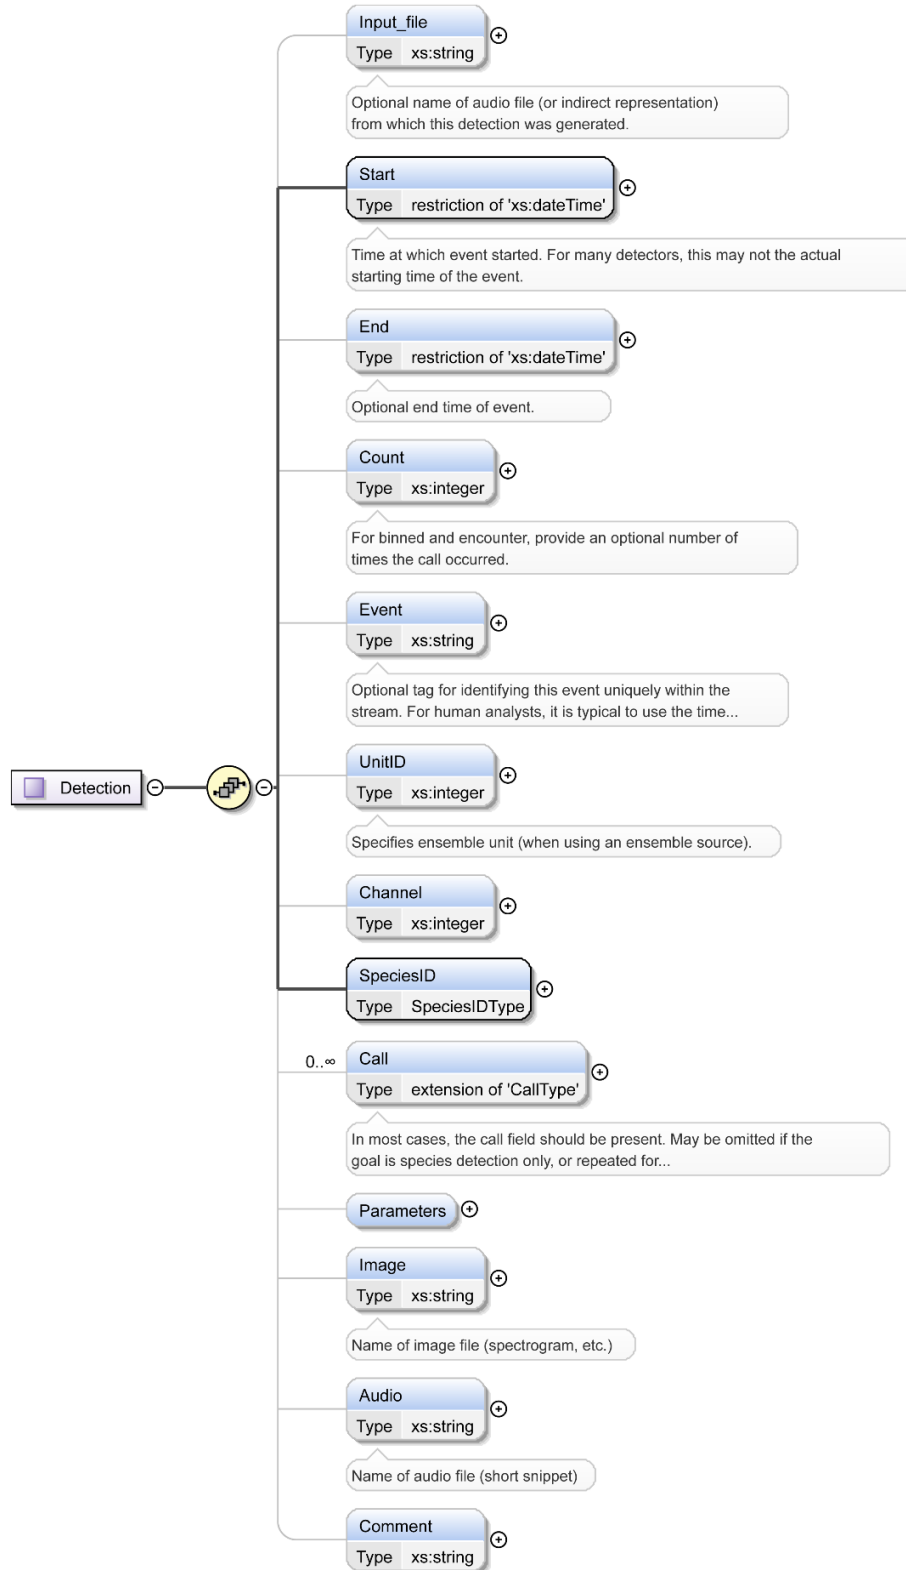 Input_file
Type xs:string
Optional name of audio file (or indirect representation)
from which this detection was generated.
Start
Type restriction of 'xs:dateTime'
Time at which event started. For many detectors, this may not the actual
starting time of the event.
End
Type restriction of 'xs:dateTime'
Optional end time of event.
Count
Type xs:integer
For binned and encounter, provide an optional number of
times the call occurred.
Event
Type xs:string
Optional tag for identifying this event uniquely within the
stream. For human analysts, it is typical to use the time...
Detection
UnitID
Type xs:integer
Specifies ensemble unit (when using an ensemble source).
Channel
Type xs:integer
SpeciesID
Type SpeciesIDType
0..∞
Call
Type extension of 'CallType'
In most cases, the call field should be present. May be omitted if the
goal is species detection only, or repeated for...
Parameters
Image
Type xs:string
Name of image file (spectrogram, etc.)
Audio
Type xs:string
Name of audio file (short snippet)
Comment
Type xs:string